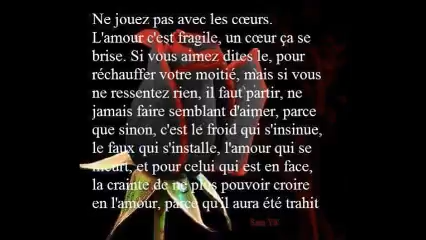 Ne jouez pas avec les cœurs.
L'amour c'est fragile, un cœur ça se
brise. Si vous aimez dites le, pour
réchauffer votre moitié, mais si vous
ne ressentez rien, il faut partir, ne
jamais faire semblant d'aimer, parce
que sinon, c'est le froid qui s'insinue,
le faux qui s'installe, l'amour qui se
meurt, et pour celui qui est en face,
la crainte de ne plus pouvoir croire
en l'amour, parce qu'il aura été trahit